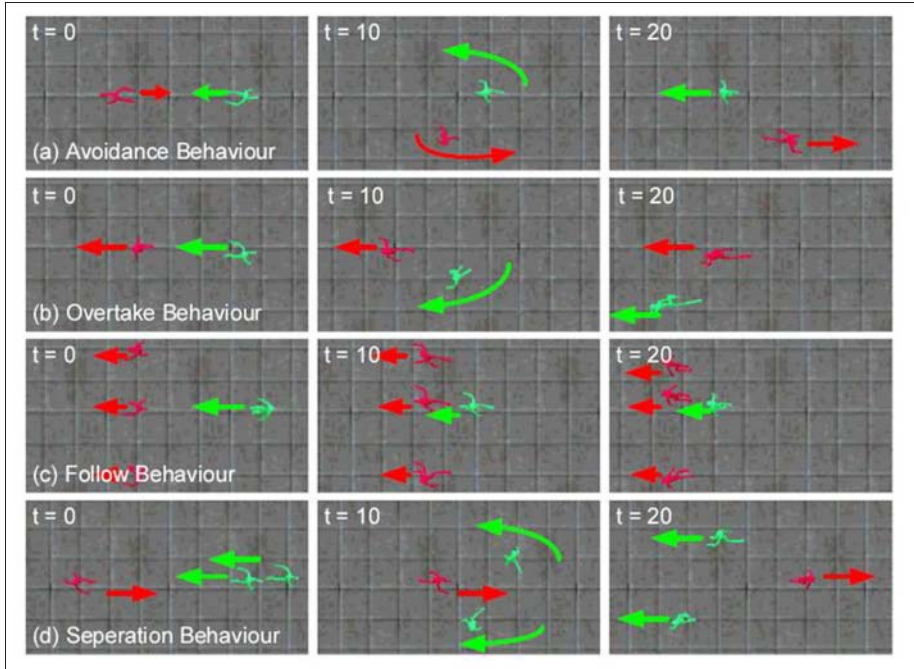 t = 0
t = 10
t = 20
(a) Avoidance Behaviour
t = 0
t = 10
t = 20
(b) Overtake Behaviour
t = 0
t = 10
t = 20
(c) Follow Behaviour
t = 0
t = 10
t = 20
(d) Seperation Behaviour